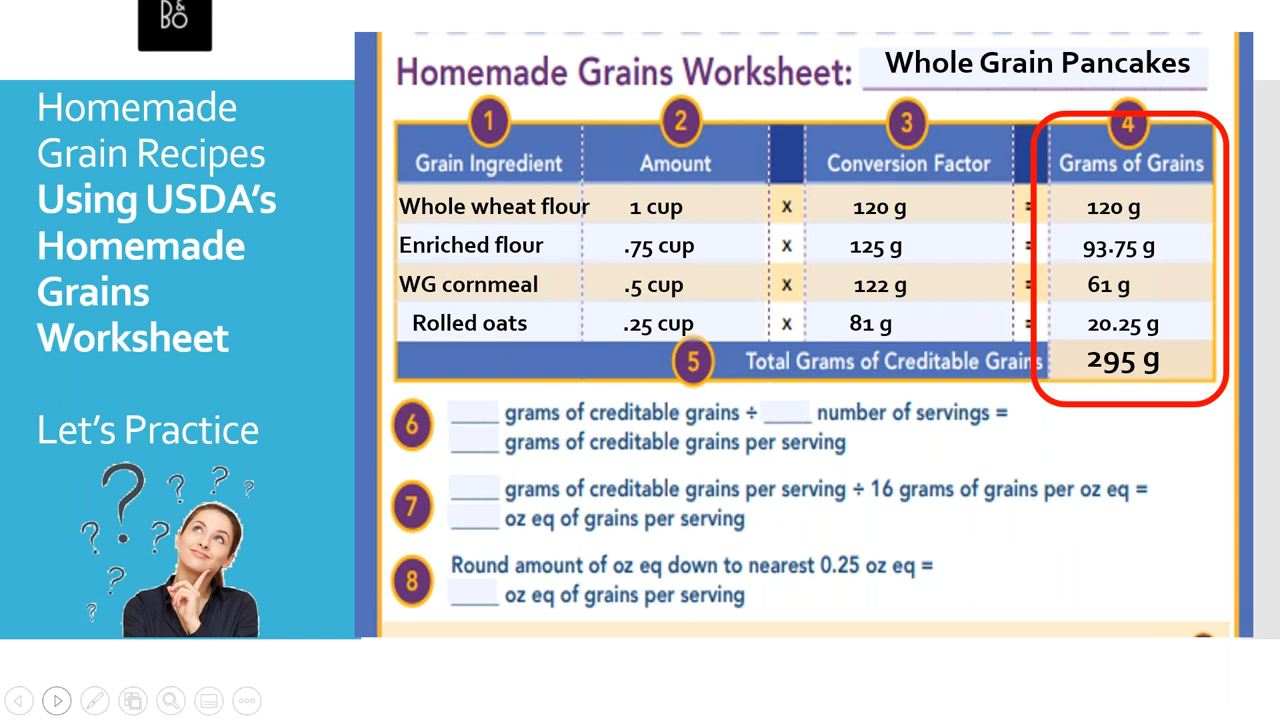 B&
BO
Homemade
Grain Recipes
Using USDA's
Homemade
Grains
Worksheet
Let's Practice
? ? ? ? ? ? ? ?
Homemade Grains Worksheet: Whole Grain Pancakes
1 2 3 4
Grain Ingredient Amount Conversion Factor Grams of Grains
Whole wheat flour 1 cup x 120 g = 120 g
Enriched flour .75 cup x 125 g = 93.75 g
WG cornmeal .5 cup x 122 g = 61 g
Rolled oats .25 cup x 81 g = 20.25 g
5 Total Grams of Creditable Grains 295 g
6 ____ grams of creditable grains ÷ ____ number of servings =
____ grams of creditable grains per serving
7 ____ grams of creditable grains per serving ÷ 16 grams of grains per oz eq =
____ oz eq of grains per serving
8 Round amount of oz eq down to nearest 0.25 oz eq =
____ oz eq of grains per serving